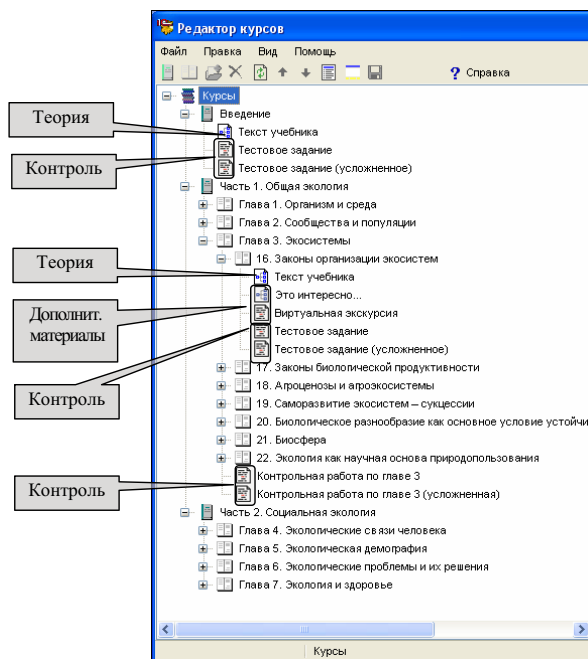 Редактор курсов
Файл Правка Вид Помощь
? Справка
Курсы
Введение
Теория
Текст учебника
Контроль
Тестовое задание
Тестовое задание (усложненное)
Часть 1. Общая экология
Глава 1. Организм и среда
Глава 2. Сообщества и популяции
Глава 3. Экосистемы
Теория
16. Законы организации экосистем
Текст учебника
Дополнит.
материалы
Это интересно...
Виртуальная экскурсия
Тестовое задание
Тестовое задание (усложненное)
17. Законы биологической продуктивности
Контроль
18. Агроценозы и агроэкосистемы
19. Саморазвитие экосистем – сукцессии
20. Биологическое разнообразие как основное условие устойчи
21. Биосфера
22. Экология как научная основа природопользования
Контроль
Контрольная работа по главе 3
Контрольная работа по главе 3 (усложненная)
Часть 2. Социальная экология
Глава 4. Экологические связи человека
Глава 5. Экологическая демография
Глава 6. Экологические проблемы и их решения
Глава 7. Экология и здоровье
Курсы